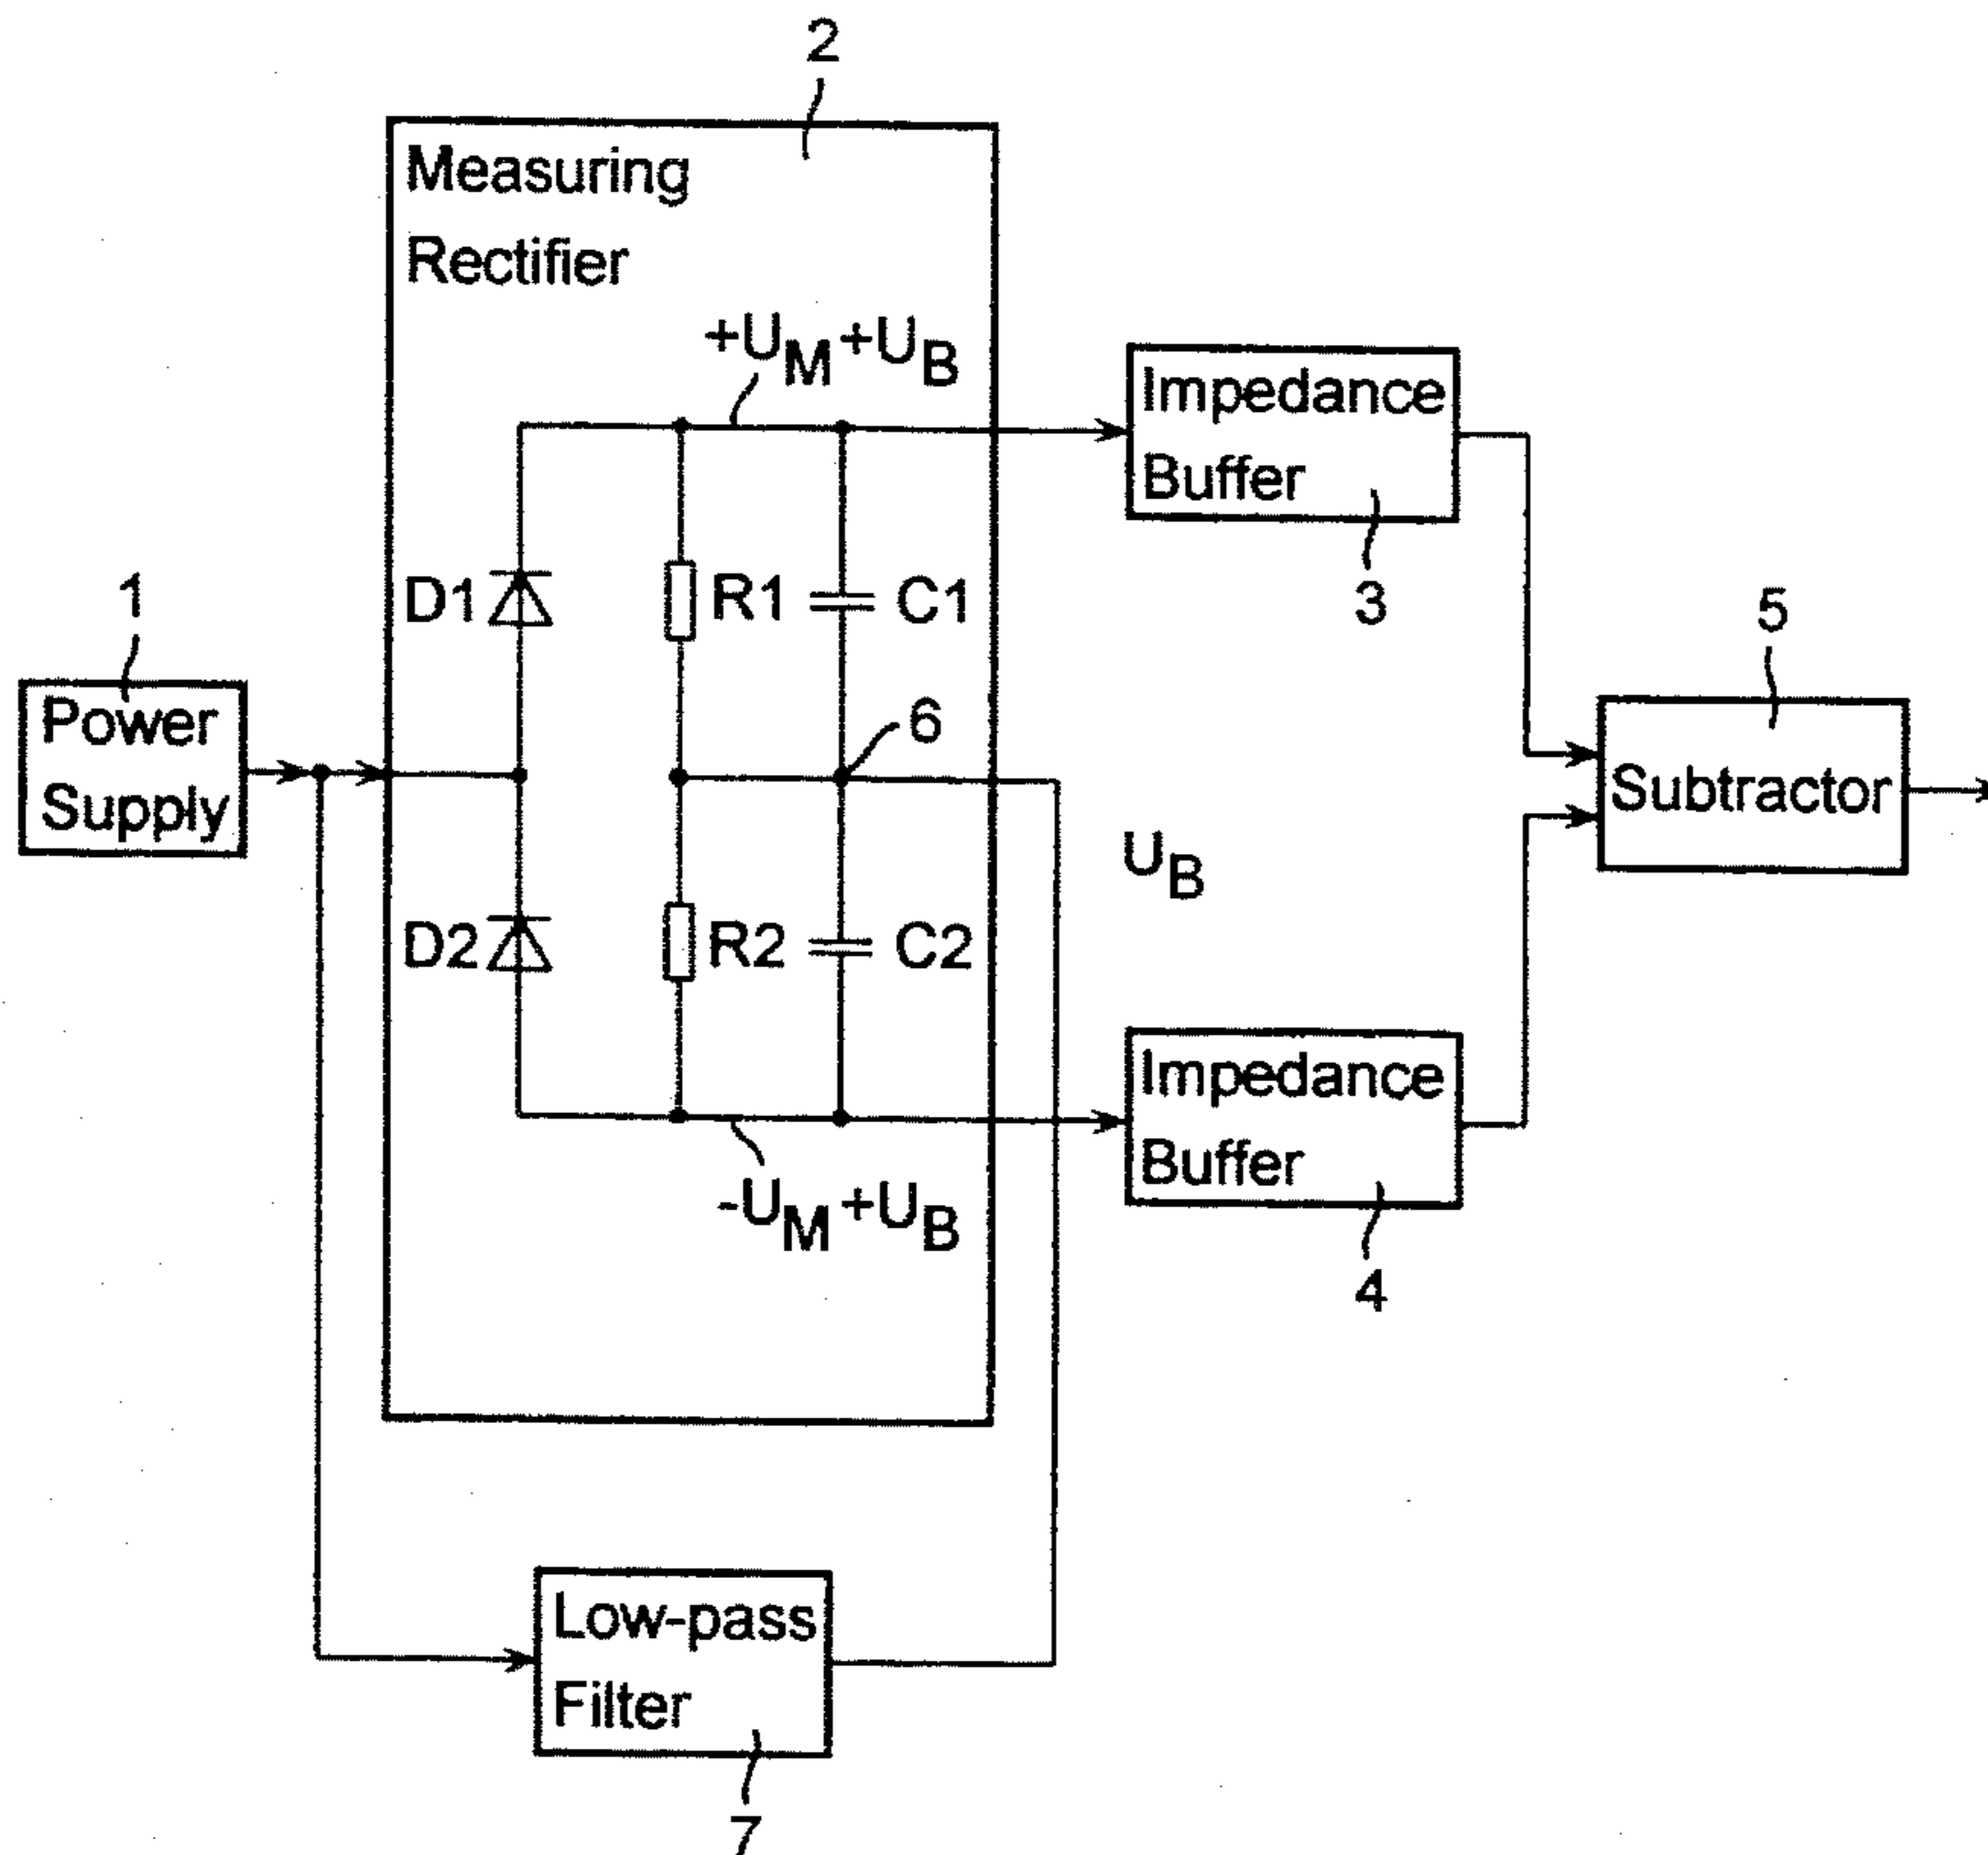 2
Measuring
Rectifier
+UM+UB
Impedance
Buffer
3
D1
R1
C1
1
Power
Supply
6
5
Subtractor
UB
D2
R2
C2
Impedance
Buffer
4
-UM+UB
Low-pass
Filter
7